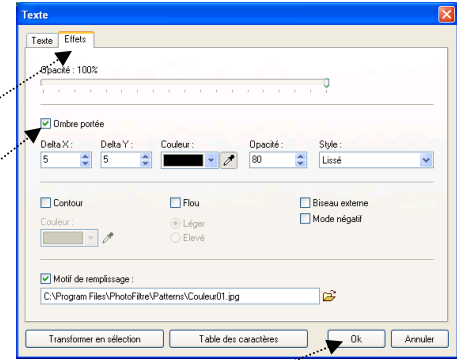 Texte
Texte Effets
Opacité : 100%
Ombre portée
Delta X : Delta Y : Couleur : Opacité : Style :
5 5 80 Lissé
Contour Flou Biseau externe
Couleur : Léger Mode négatif
Elevé
Motif de remplissage :
C:\Program Files\PhotoFiltre\Patterns\Couleur01.jpg
Transformer en sélection Table des caractères Ok Annuler